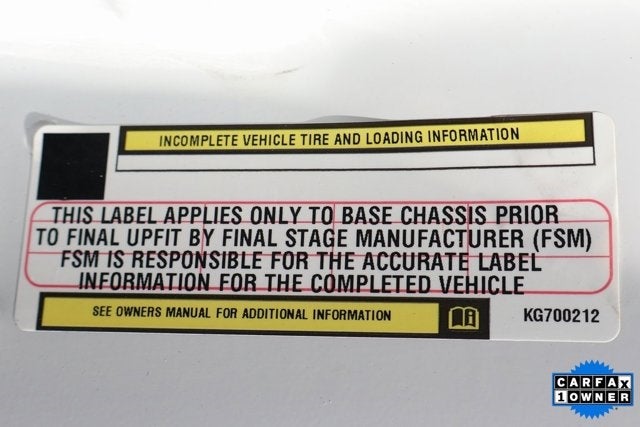 INCOMPLETE VEHICLE TIRE AND LOADING INFORMATION
THIS LABEL APPLIES ONLY TO BASE CHASSIS PRIOR
TO FINAL UPFIT BY FINAL STAGE MANUFACTURER (FSM)
FSM IS RESPONSIBLE FOR THE ACCURATE LABEL
INFORMATION FOR THE COMPLETED VEHICLE
SEE OWNERS MANUAL FOR ADDITIONAL INFORMATION
KG700212
CARFAX
1 OWNER